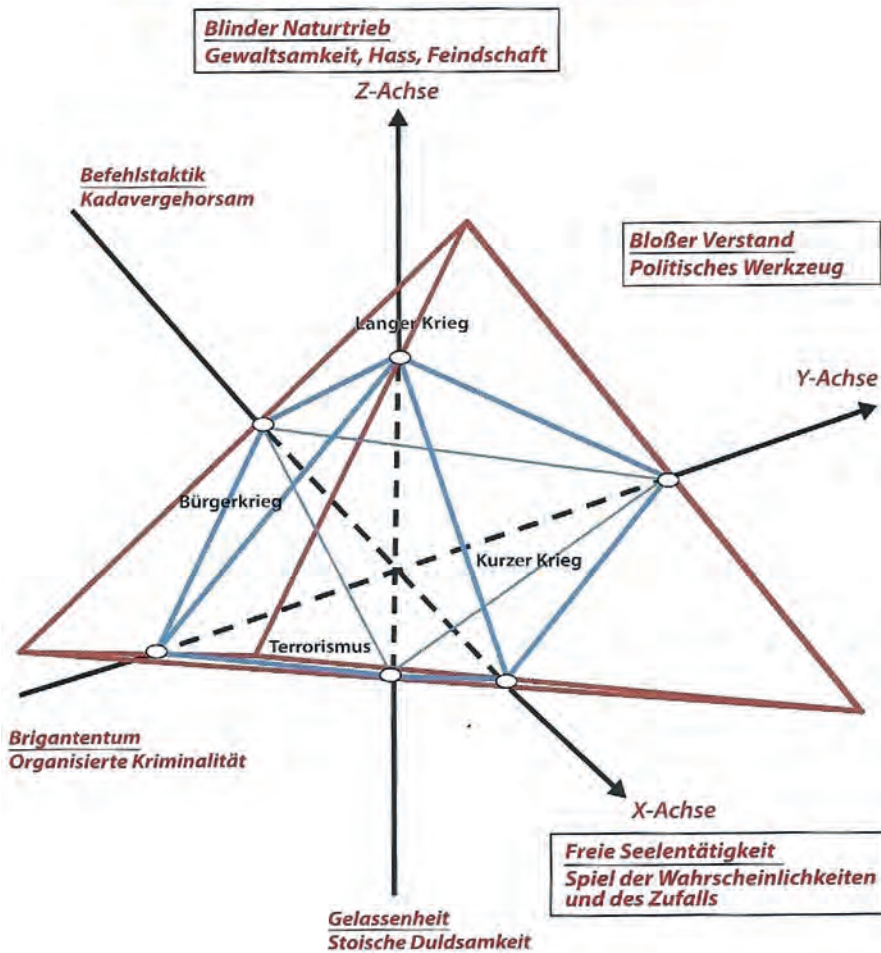 Blinder Naturtrieb
Gewaltsamkeit, Hass, Feindschaft
Z-Achse
Befehlstaktik
Kadavergehorsam
Bloßer Verstand
Politisches Werkzeug
Langer Krieg
Y-Achse
Bürgerkrieg
Kurzer Krieg
Terrorismus
Brigantentum
Organisierte Kriminalität
X-Achse
Freie Seelentätigkeit
Spiel der Wahrscheinlichkeiten
und des Zufalls
Gelassenheit
Stoische Duldsamkeit